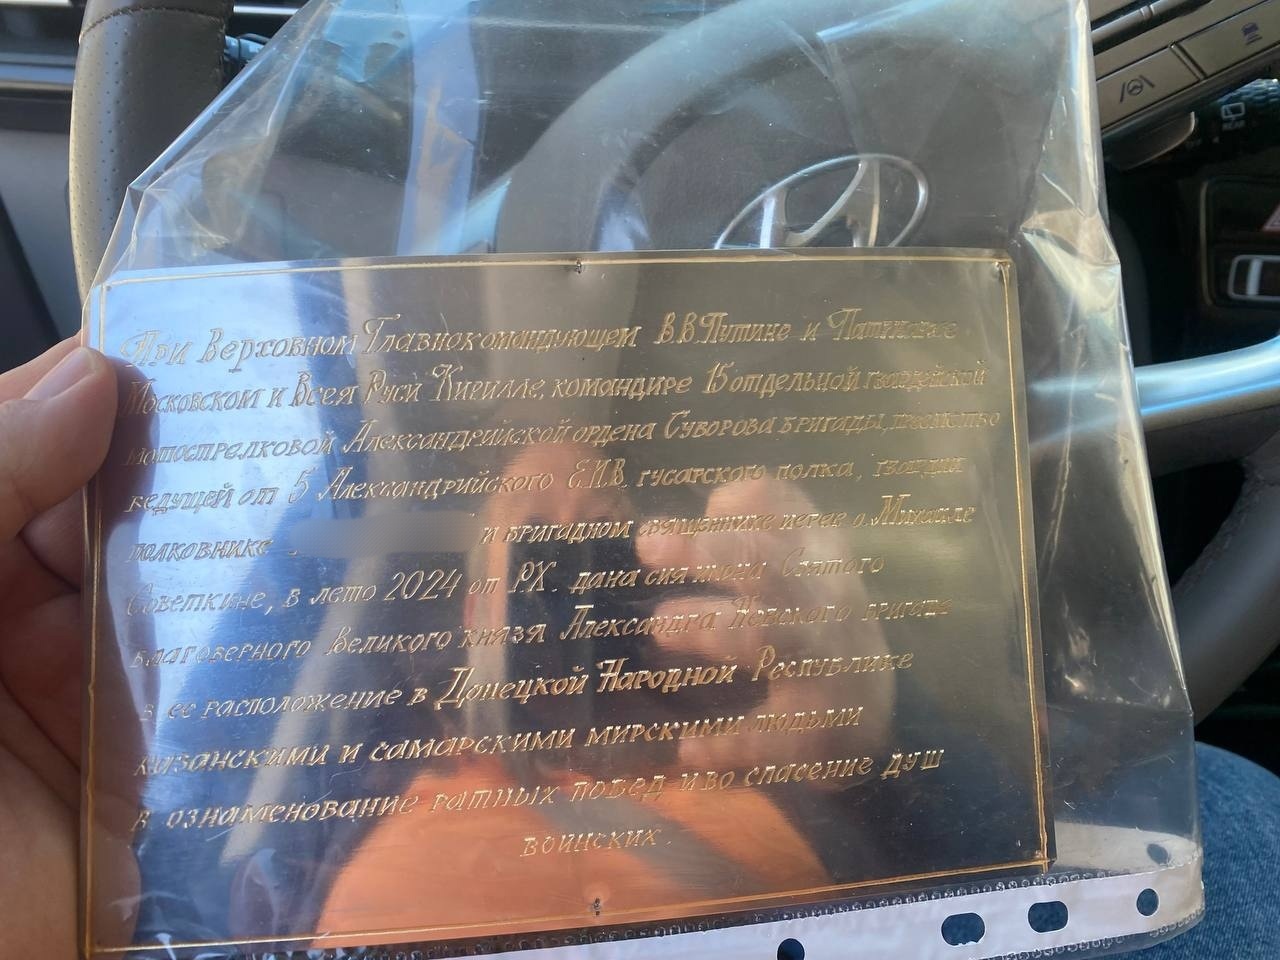 При Верховном Главнокомандующем В.В.Путине и Патриархе
Московском и Всея Руси Кирилле, командире 15 отдельной гвардейской
мотострелковой Александрийской ордена Суворова бригады, преемство
ведущей от 5 Александрийского Е.И.В. гусарского полка, гвардии
полковнике и бригадном священнике иерее о. Михаиле
Советкине, в лето 2024 от Р.Х. дана сия икона Святого
Благоверного Великого князя Александра Невского бригаде
в ее расположение в Донецкой Народной Республике
казанскими и самарскими мирскими людьми
в ознаменование ратных побед и во спасение душ
воинских.
REAR